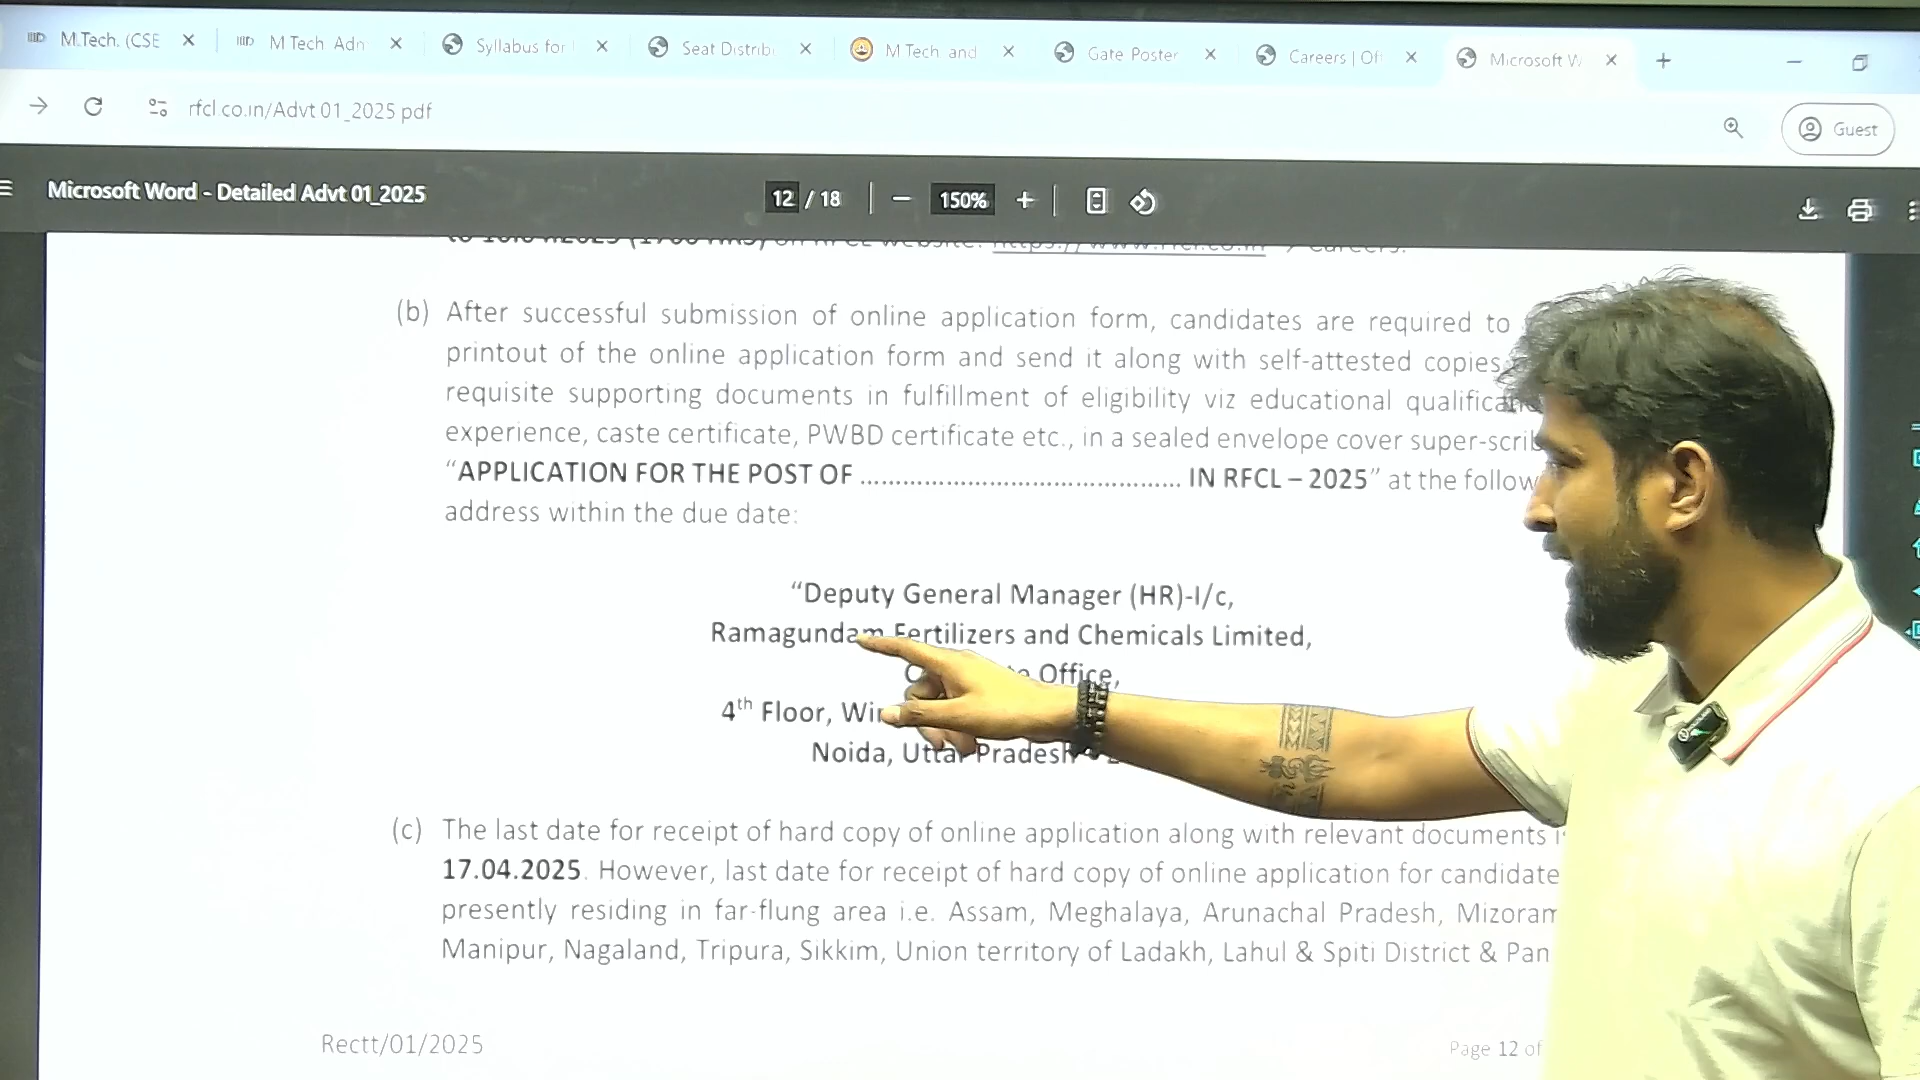 M.Tech. (CSE
M Tech Adn
Syllabus for
Seat Distrib
M Tech and
Gate Poster
Careers | Of
Microsoft W
rfcl.co.in/Advt 01_2025 pdf
Guest
Microsoft Word - Detailed Advt 01_2025
12 / 18
150%
(b) After successful submission of online application form, candidates are required to
printout of the online application form and send it along with self-attested copies
requisite supporting documents in fulfillment of eligibility viz educational qualifica
experience, caste certificate, PWBD certificate etc., in a sealed envelope cover super-scrib
"APPLICATION FOR THE POST OF ............................................. IN RFCL – 2025" at the follow
address within the due date:
"Deputy General Manager (HR)-I/c,
Ramagundam Fertilizers and Chemicals Limited,
Office,
4th Floor,
Noida, Uttar Pradesh
(c) The last date for receipt of hard copy of online application along with relevant documents i
17.04.2025. However, last date for receipt of hard copy of online application for candidate
presently residing in far-flung area i.e. Assam, Meghalaya, Arunachal Pradesh, Mizoram
Manipur, Nagaland, Tripura, Sikkim, Union territory of Ladakh, Lahul & Spiti District & Pan
Rectt/01/2025
Page 12 of